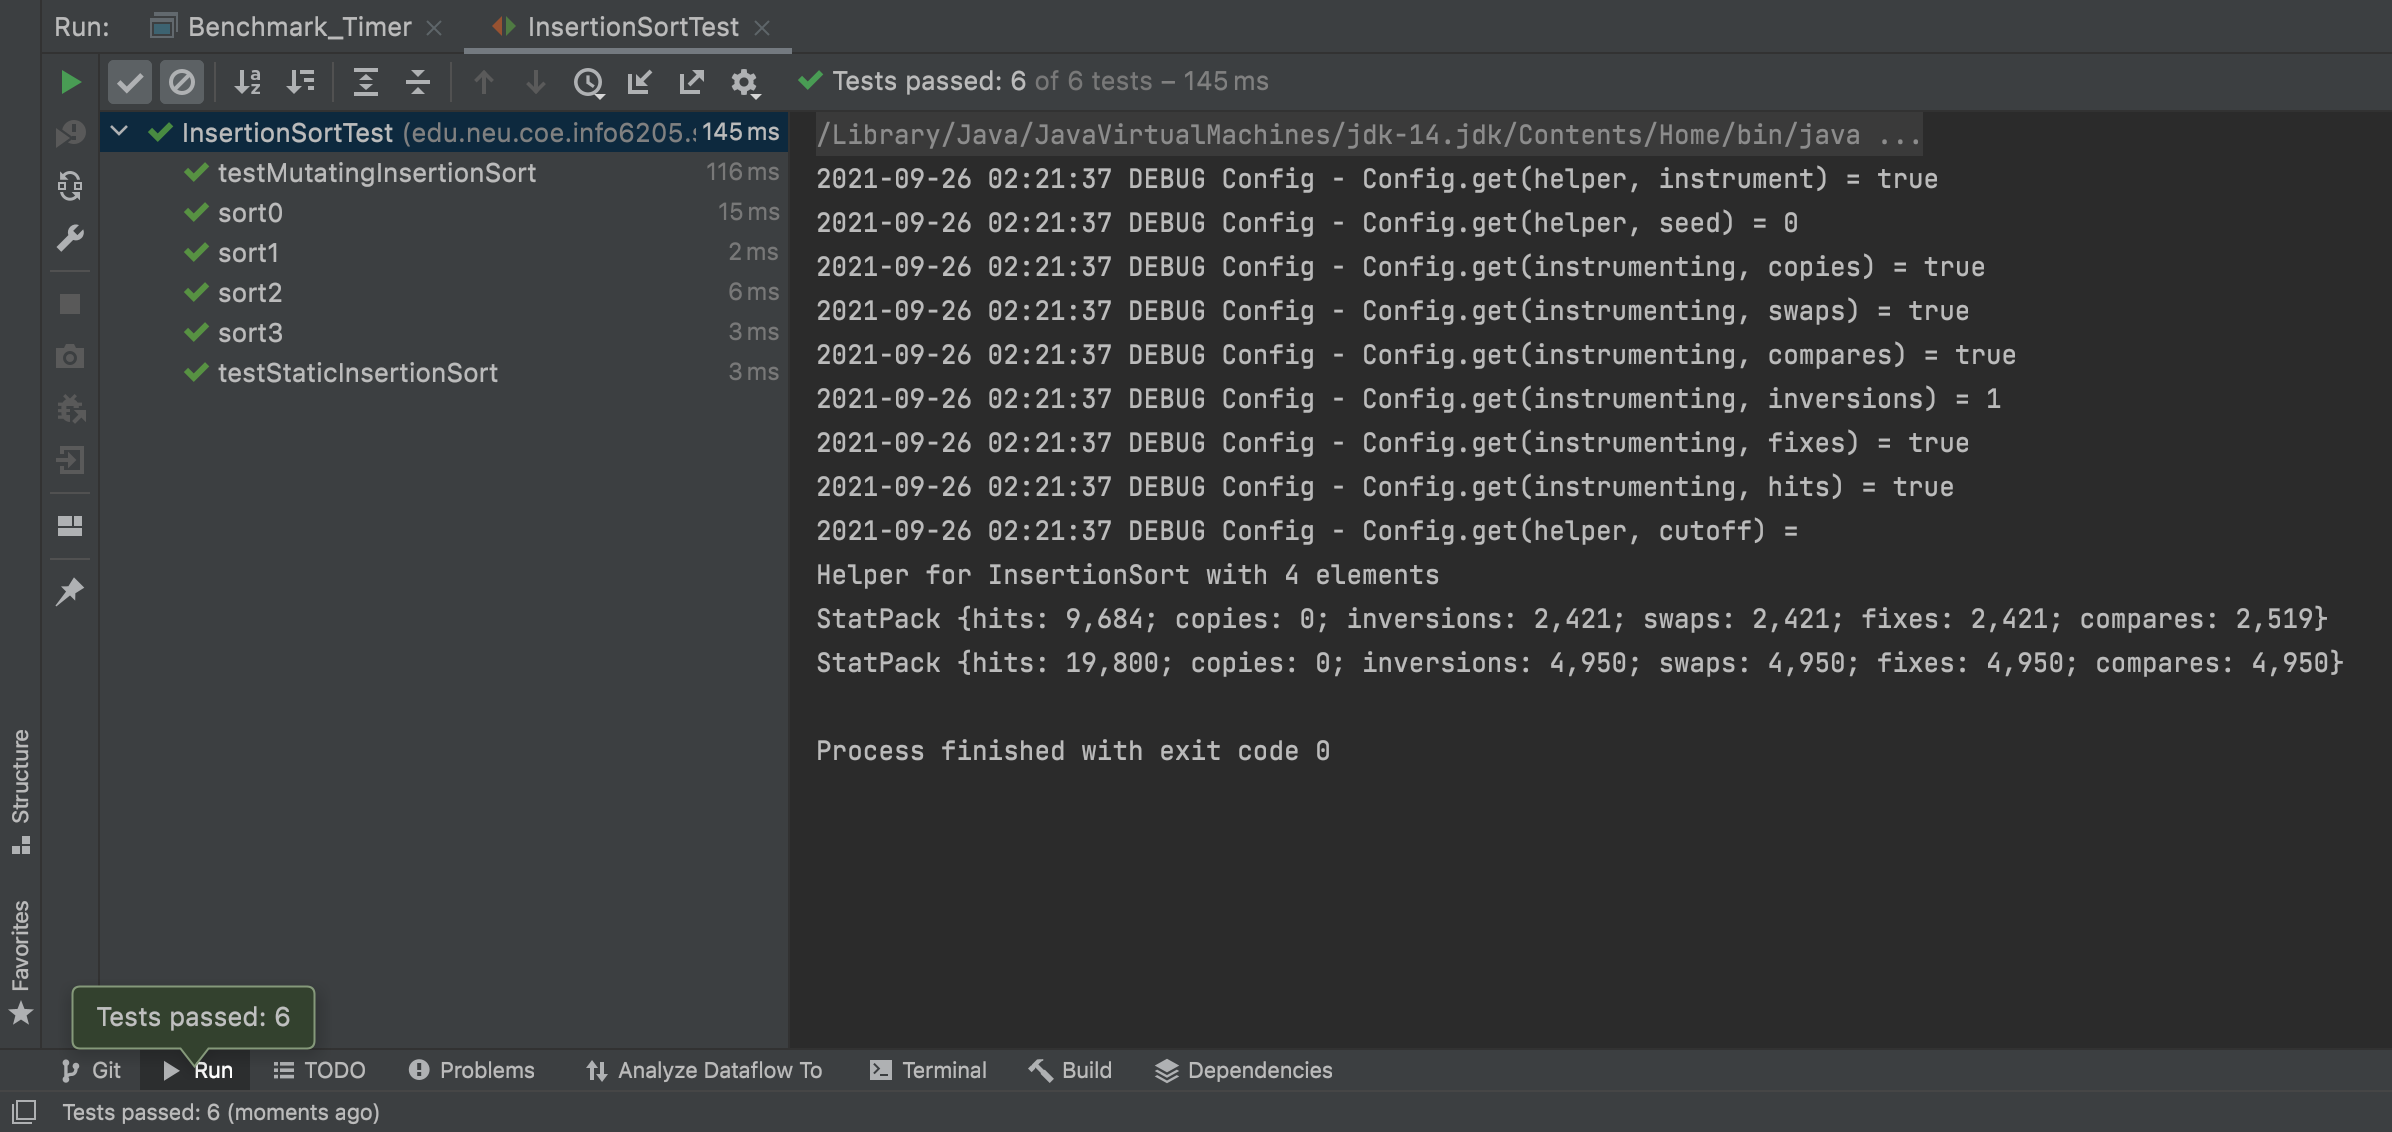 Run: Benchmark_Timer InsertionSortTest
Tests passed: 6 of 6 tests – 145 ms
InsertionSortTest (edu.neu.coe.info6205.s 145 ms
testMutatingInsertionSort 116 ms
sort0 15 ms
sort1 2 ms
sort2 6 ms
sort3 3 ms
testStaticInsertionSort 3 ms
/Library/Java/JavaVirtualMachines/jdk-14.jdk/Contents/Home/bin/java ...
2021-09-26 02:21:37 DEBUG Config - Config.get(helper, instrument) = true
2021-09-26 02:21:37 DEBUG Config - Config.get(helper, seed) = 0
2021-09-26 02:21:37 DEBUG Config - Config.get(instrumenting, copies) = true
2021-09-26 02:21:37 DEBUG Config - Config.get(instrumenting, swaps) = true
2021-09-26 02:21:37 DEBUG Config - Config.get(instrumenting, compares) = true
2021-09-26 02:21:37 DEBUG Config - Config.get(instrumenting, inversions) = 1
2021-09-26 02:21:37 DEBUG Config - Config.get(instrumenting, fixes) = true
2021-09-26 02:21:37 DEBUG Config - Config.get(instrumenting, hits) = true
2021-09-26 02:21:37 DEBUG Config - Config.get(helper, cutoff) =
Helper for InsertionSort with 4 elements
StatPack {hits: 9,684; copies: 0; inversions: 2,421; swaps: 2,421; fixes: 2,421; compares: 2,519}
StatPack {hits: 19,800; copies: 0; inversions: 4,950; swaps: 4,950; fixes: 4,950; compares: 4,950}
Process finished with exit code 0
Structure
Favorites
Tests passed: 6
Git Run TODO Problems Analyze Dataflow To Terminal Build Dependencies
Tests passed: 6 (moments ago)